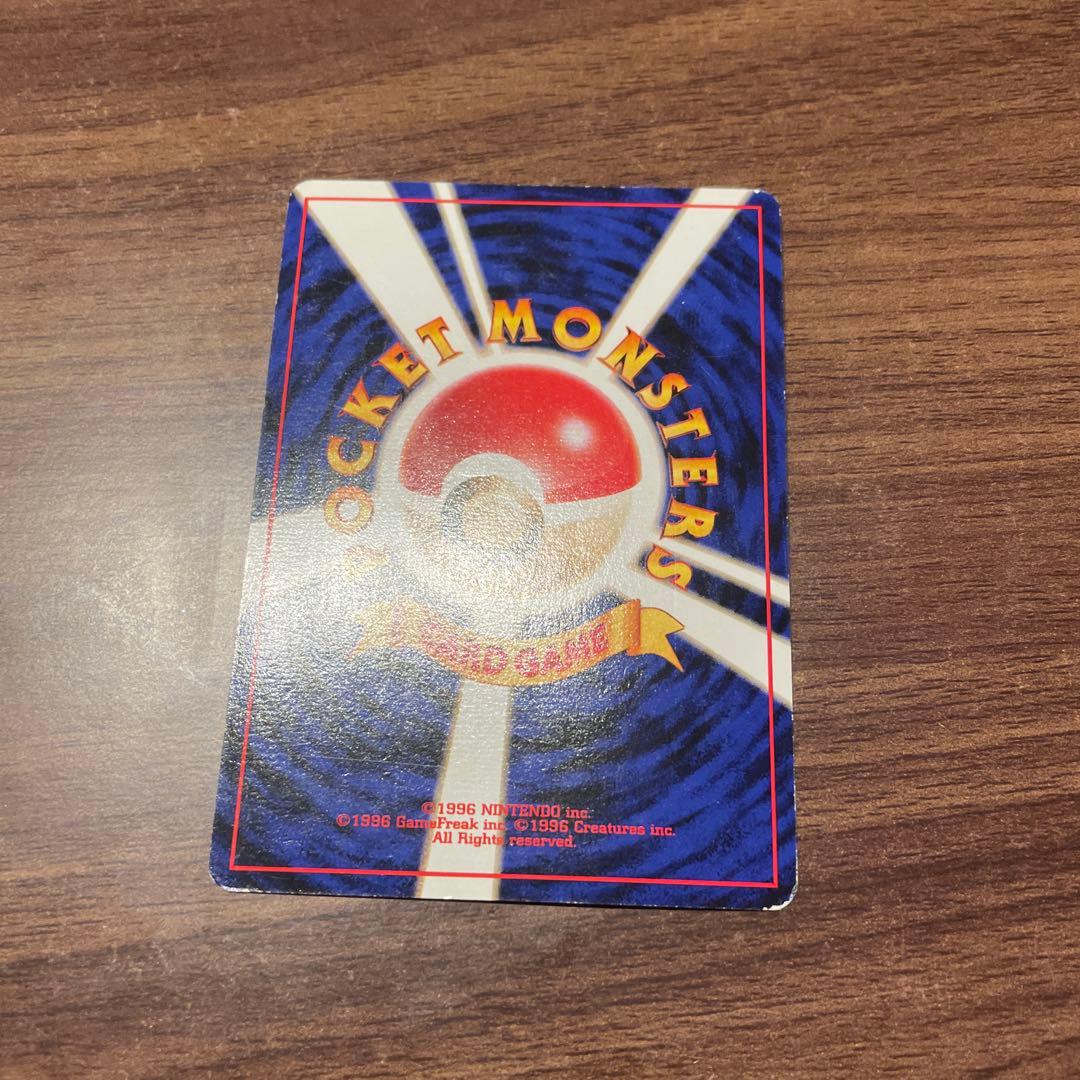 POCKET MONSTERS
CARD GAME
©1996 NINTENDO inc.
©1996 GameFreak inc. ©1996 Creatures inc.
All Rights reserved.